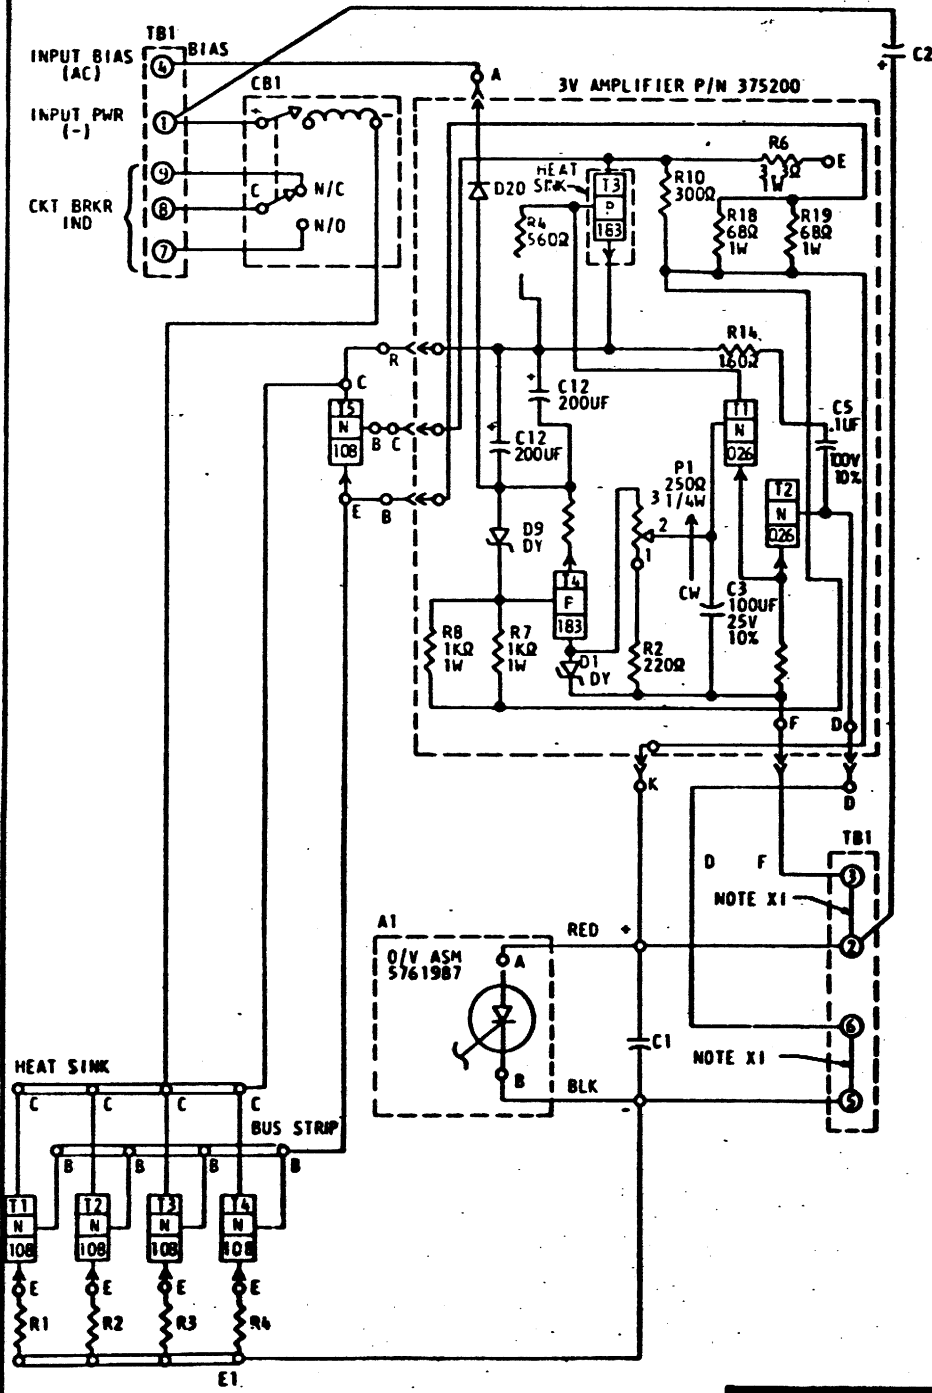 TB1
INPUT BIAS
(AC)
4
BIAS
C2
+
A
CB1
3V AMPLIFIER P/N 375200
INPUT PWR
(-)
1
+
-
9
8
7
CKT BRKR
IND
C
N/C
N/O
D20
HEAT
SINK
T3
P
183
R4
560Ω
R10
300Ω
R6
1W
E
R18
68Ω
1W
R19
68Ω
1W
R
R14
160Ω
C
T5
N
108
B
C
+
C12
200UF
+
C12
200UF
T1
N
026
C5
.1UF
100V
10%
P1
250Ω
1/4W
3
2
1
T2
N
026
E
B
D9
DY
T4
F
183
CW
C3
100UF
25V
10%
R8
1KΩ
1W
R7
1KΩ
1W
D1
DY
R2
220Ω
F
D
K
D
TB1
D
F
3
NOTE X1
2
A1
RED
+
O/V ASM
5761987
A
6
C1
NOTE X1
B
BLK
-
5
HEAT SINK
C
C
C
C
BUS STRIP
B
B
B
B
T1
N
108
T2
N
108
T3
N
108
T4
N
108
E
E
E
E
R1
R2
R3
R4
E1